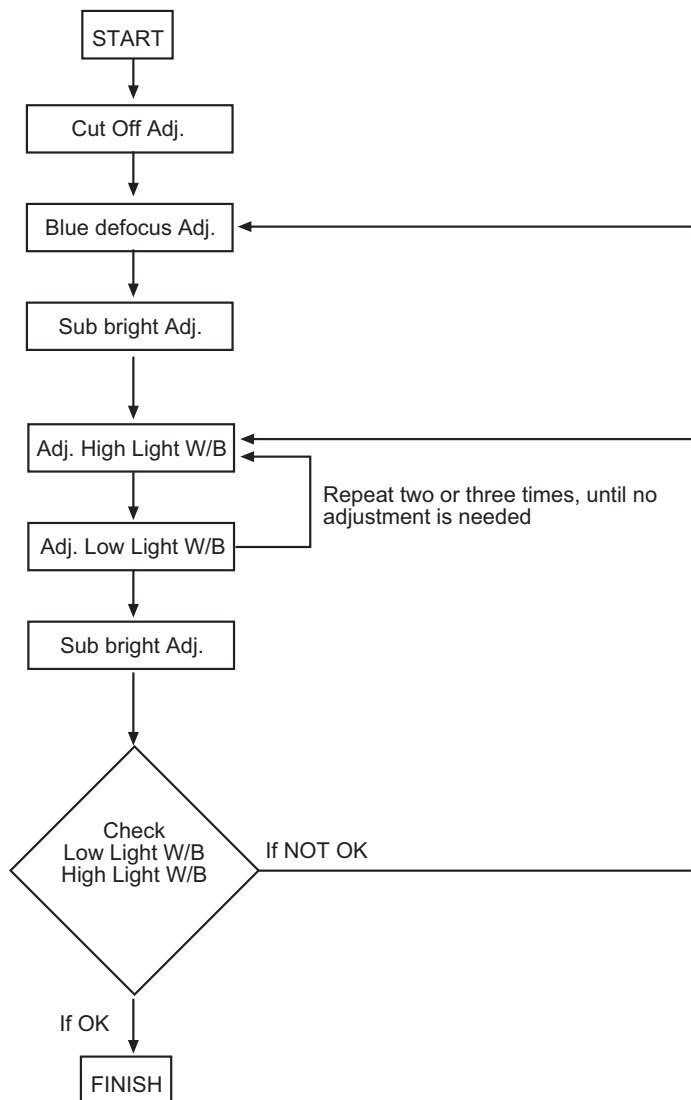 START
Cut Off Adj.
Blue defocus Adj.
Sub bright Adj.
Adj. High Light W/B
Repeat two or three times, until no
adjustment is needed
Adj. Low Light W/B
Sub bright Adj.
Check
Low Light W/B
High Light W/B
If NOT OK
If OK
FINISH